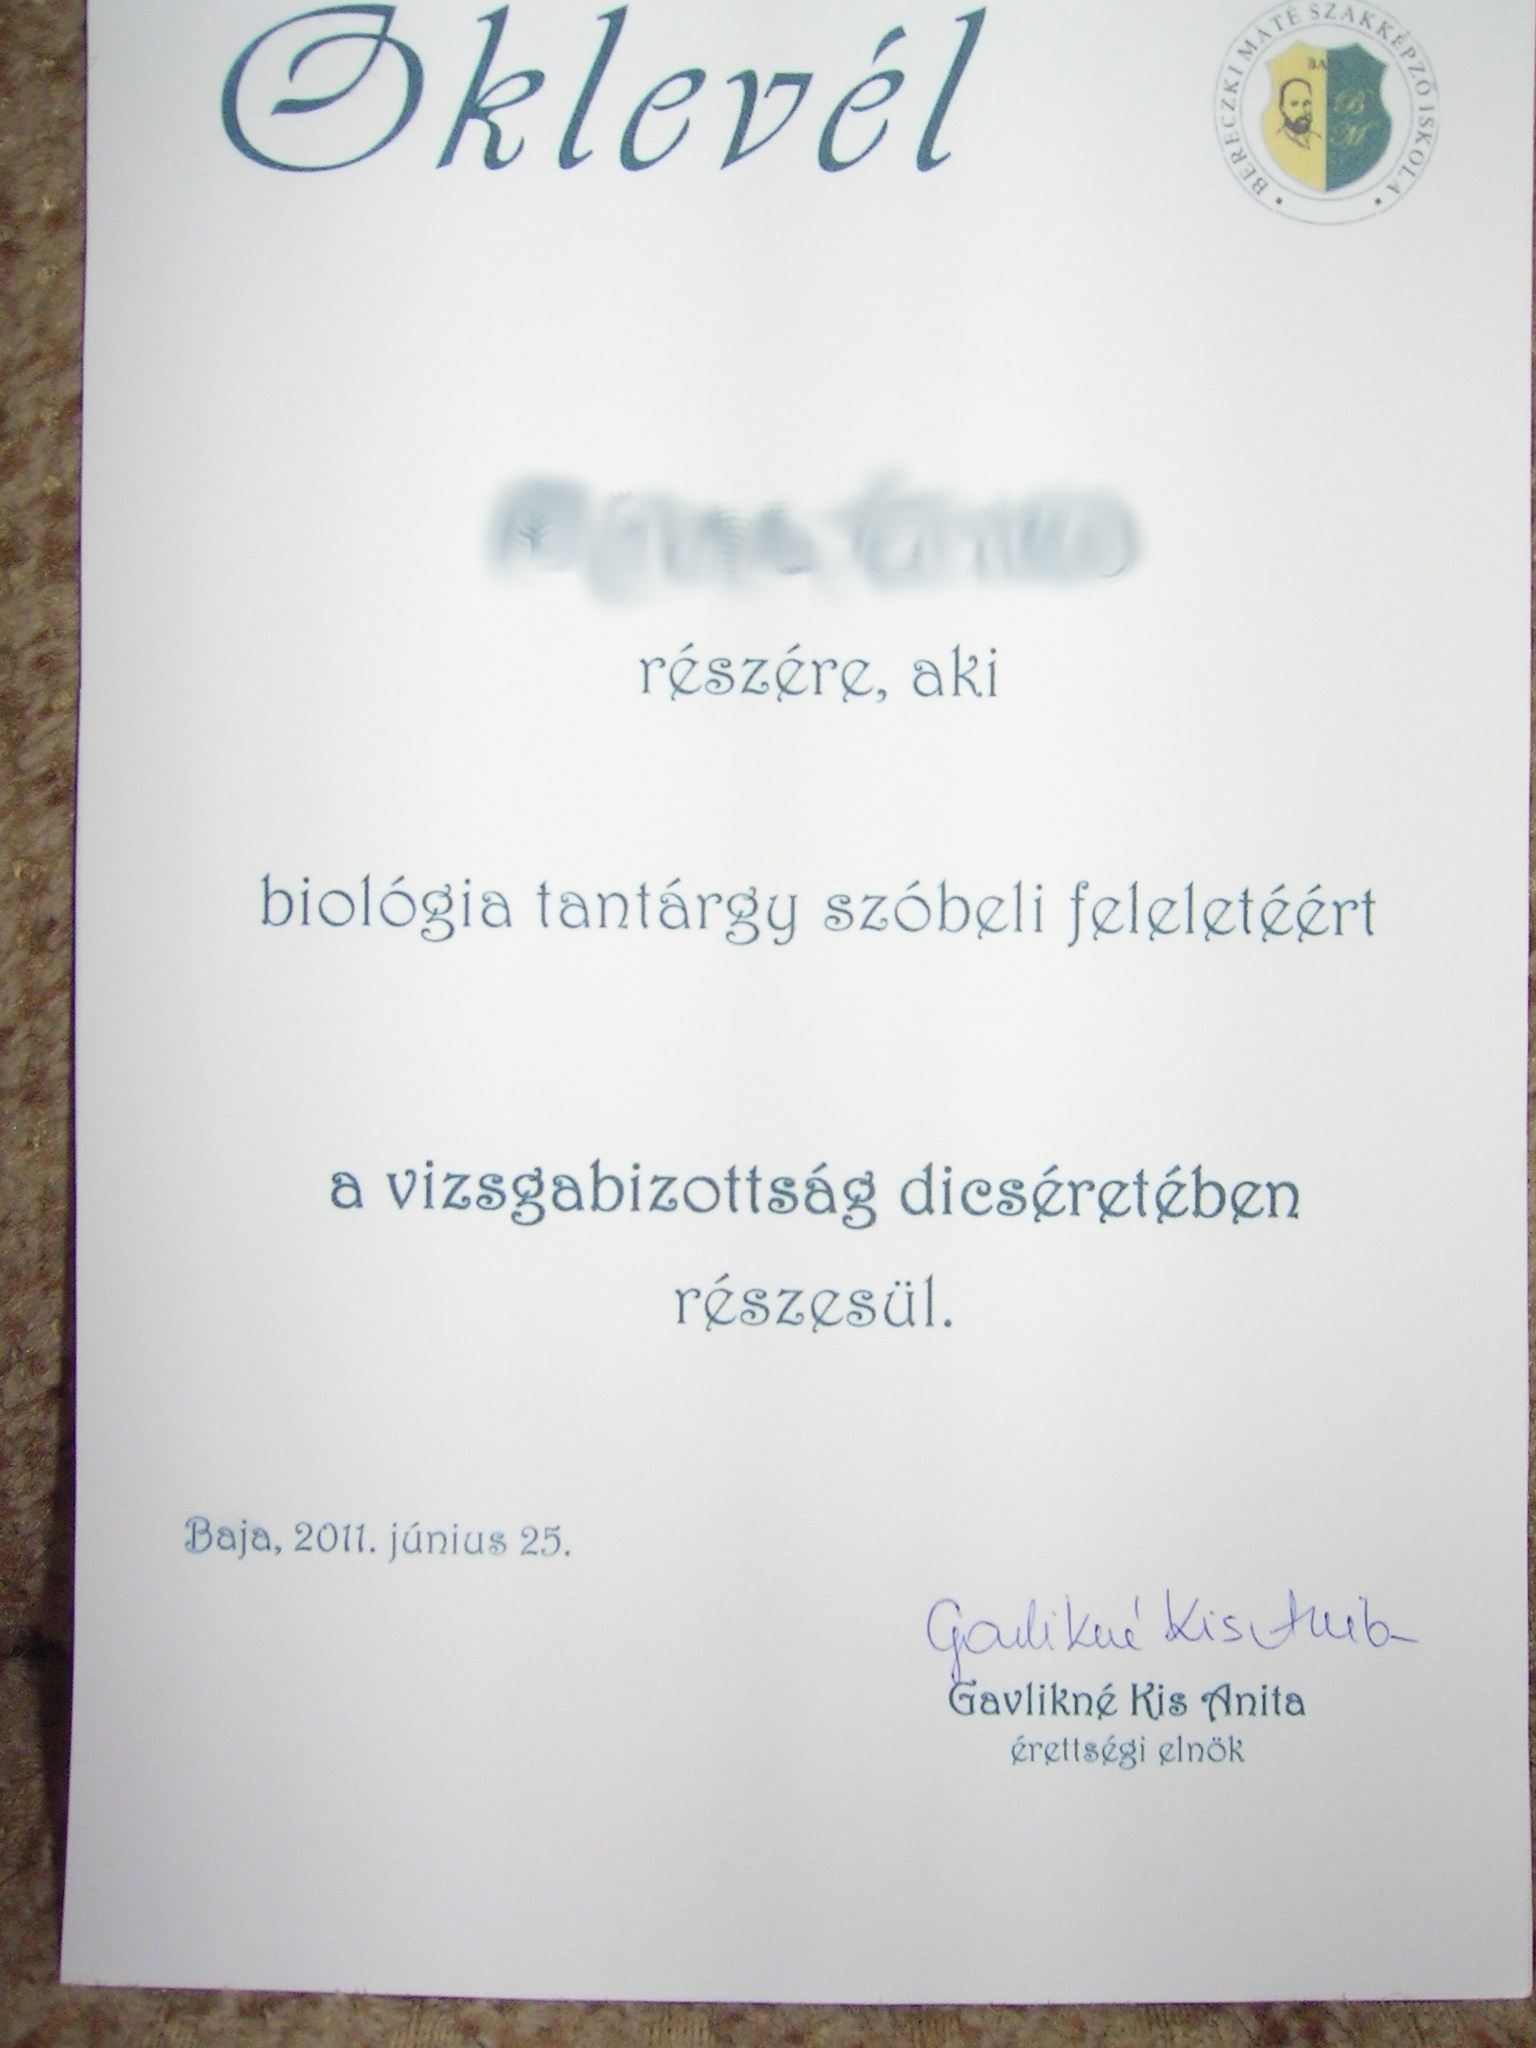 Oklevél
BERECZKI MÁTÉ SZAKKÉPZŐ ISKOLA
B
M
részére, aki
biológia tantárgy szóbeli feleletéért
a vizsgabizottság dicséretében
részesül.
Baja, 2011. június 25.
Gavlikné Kis Anita
Gavlikné Kis Anita
érettségi elnök